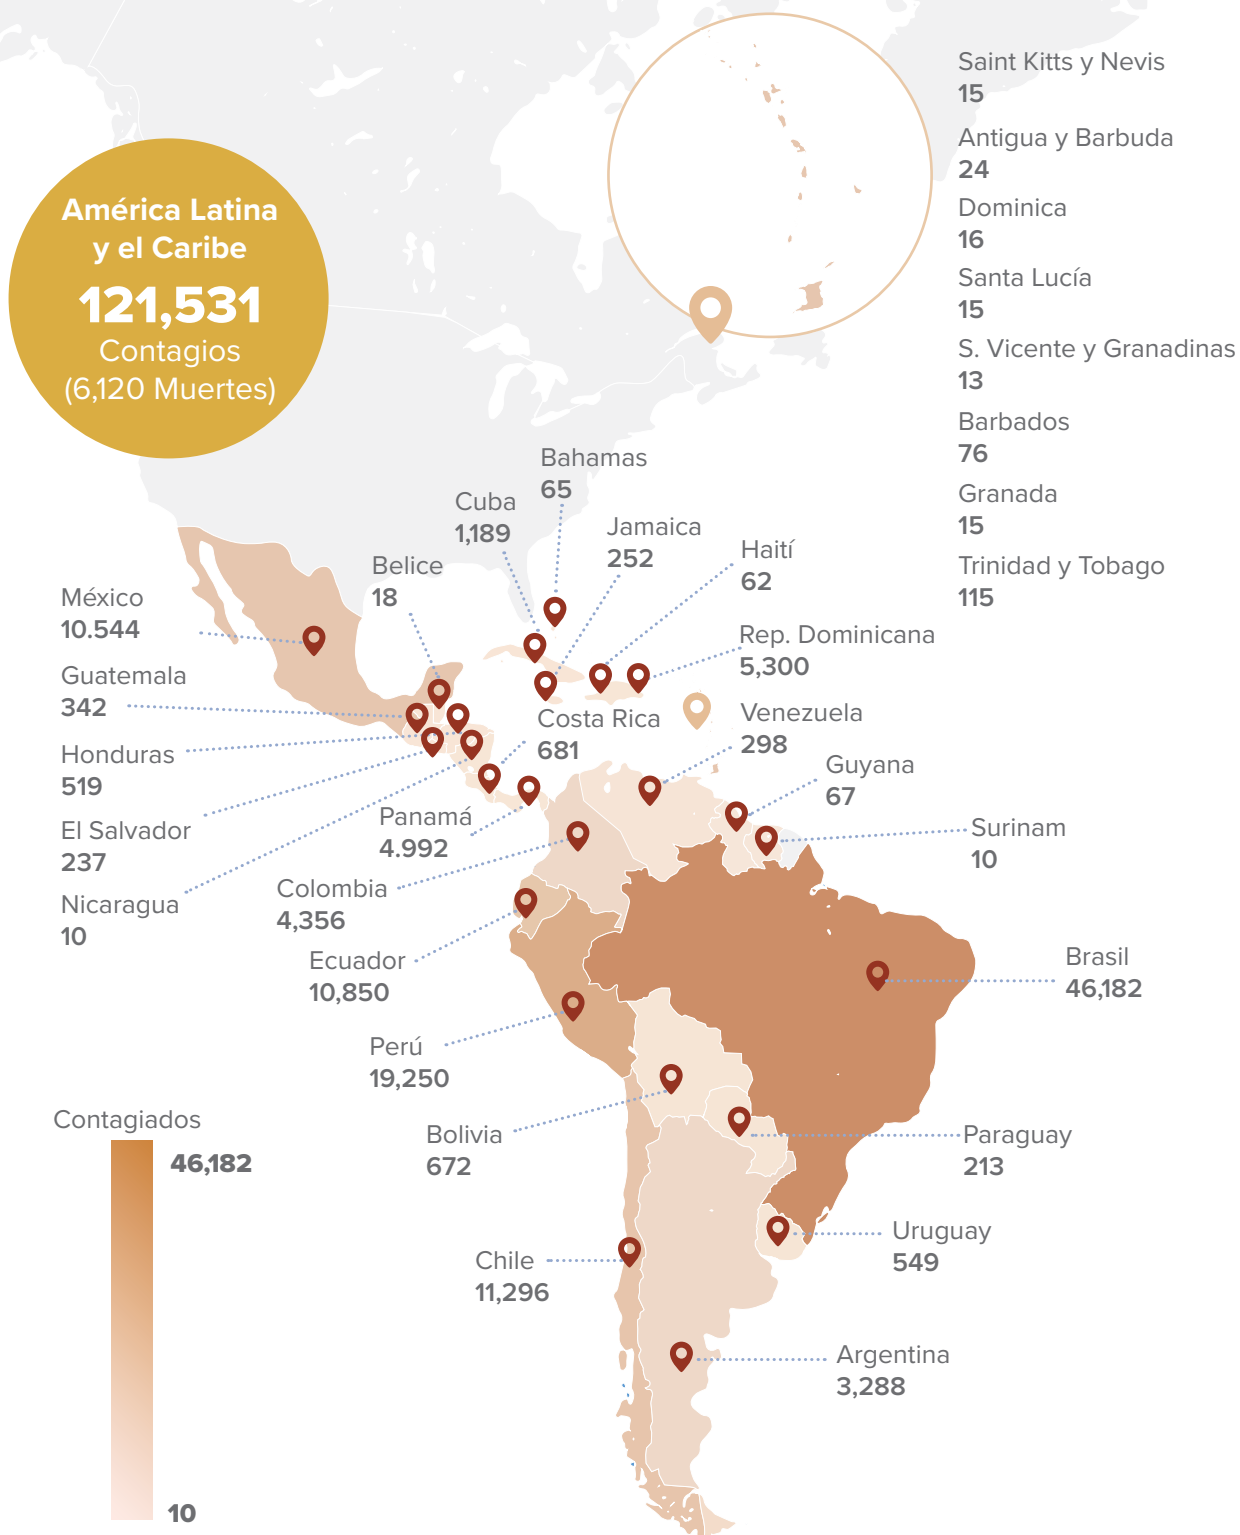 América Latina
y el Caribe
121,531
Contagios
(6,120 Muertes)
Saint Kitts y Nevis
15
Antigua y Barbuda
24
Dominica
16
Santa Lucía
15
S. Vicente y Granadinas
13
Barbados
76
Granada
15
Trinidad y Tobago
115
Bahamas
65
Cuba
1,189
Jamaica
252
Haití
62
Belice
18
México
10.544
Rep. Dominicana
5,300
Guatemala
342
Costa Rica
681
Venezuela
298
Honduras
519
Guyana
67
El Salvador
237
Panamá
4.992
Surinam
10
Colombia
4,356
Nicaragua
10
Ecuador
10,850
Brasil
46,182
Perú
19,250
Contagiados
46,182
10
Bolivia
672
Paraguay
213
Uruguay
549
Chile
11,296
Argentina
3,288